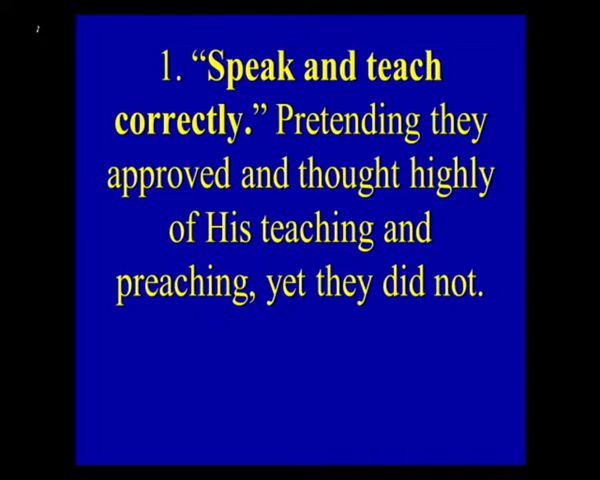 1. “Speak and teach
correctly.” Pretending they
approved and thought highly
of His teaching and
preaching, yet they did not.